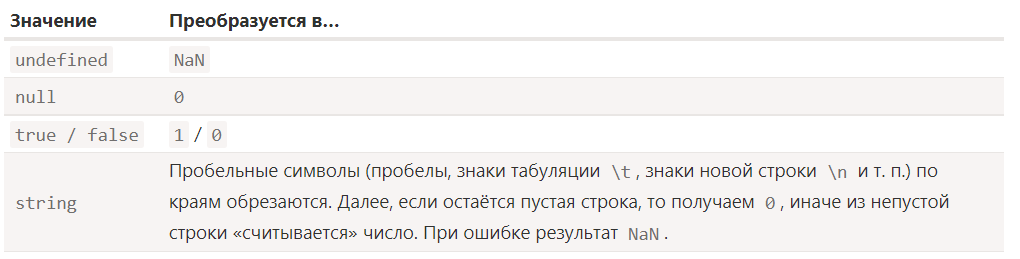 Значение Преобразуется в…
undefined NaN
null 0
true / false 1 / 0
Пробельные символы (пробелы, знаки табуляции \t, знаки новой строки \n и т. п.) по
string краям обрезаются. Далее, если остаётся пустая строка, то получаем 0, иначе из непустой
строки «считывается» число. При ошибке результат NaN.